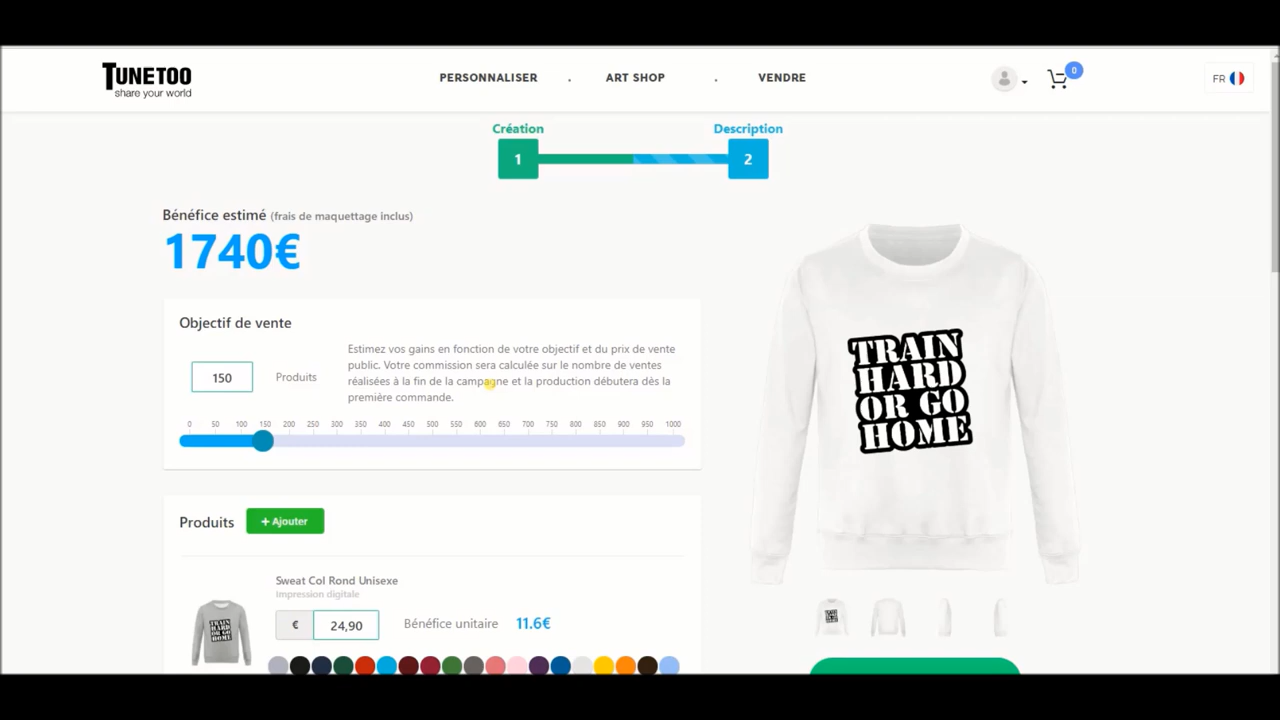 TUNETOO
share your world
PERSONNALISER . ART SHOP . VENDRE
0
FR
Création
Description
1
2
Bénéfice estimé (frais de maquettage inclus)
1740€
Objectif de vente
150 Produits
Estimez vos gains en fonction de votre objectif et du prix de vente
public. Votre commission sera calculée sur le nombre de ventes
réalisées à la fin de la campagne et la production débutera dès la
première commande.
0 50 100 150 200 250 300 350 400 450 500 550 600 650 700 750 800 850 900 950 1000
Produits
+ Ajouter
Sweat Col Rond Unisexe
Impression digitale
€ 24,90
Bénéfice unitaire 11.6€
TRAIN
HARD
OR GO
HOME
TRAIN
HARD
OR GO
HOME